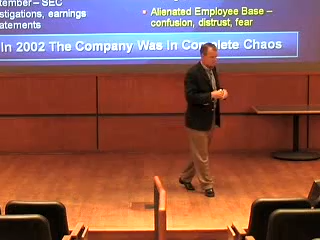 tember – SEC
stigations, earnings
atements
• Alienated Employee Base –
confusion, distrust, fear
In 2002 The Company Was In Complete Chaos